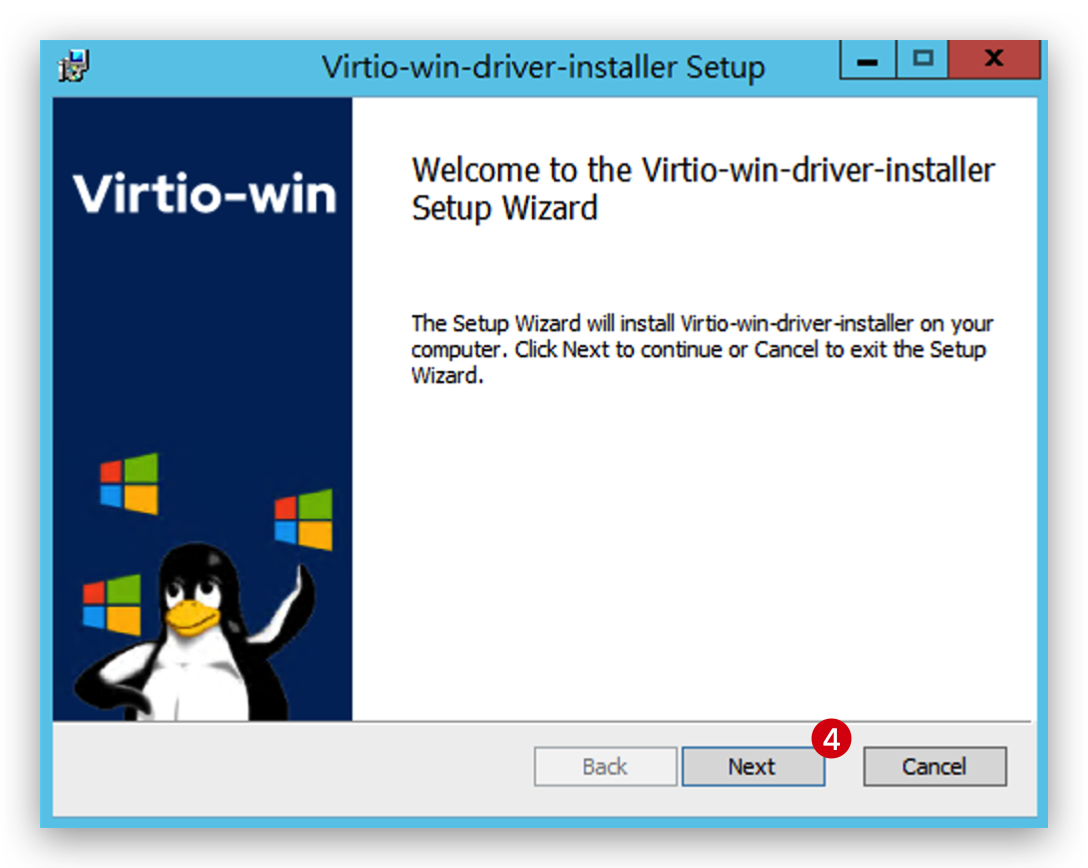 Virtio-win-driver-installer Setup
Virtio-win
Welcome to the Virtio-win-driver-installer
Setup Wizard
The Setup Wizard will install Virtio-win-driver-installer on your
computer. Click Next to continue or Cancel to exit the Setup
Wizard.
4
Back Next Cancel